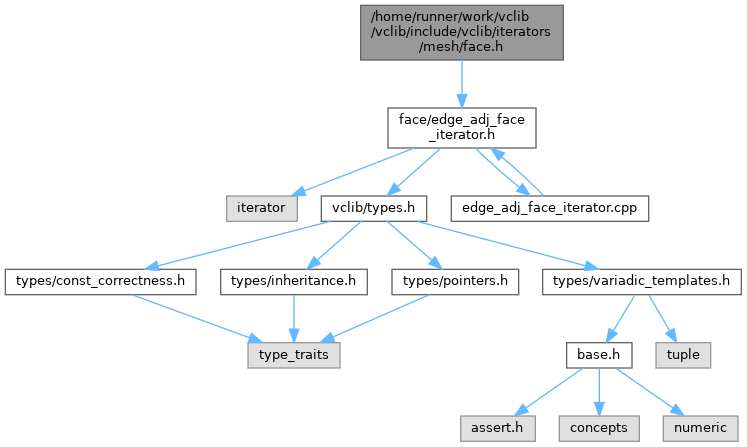 /home/runner/work/vclib
/vclib/include/vclib/iterators
/mesh/face.h
face/edge_adj_face
_iterator.h
iterator
vclib/types.h
edge_adj_face_iterator.cpp
types/const_correctness.h
types/inheritance.h
types/pointers.h
types/variadic_templates.h
type_traits
base.h
tuple
assert.h
concepts
numeric